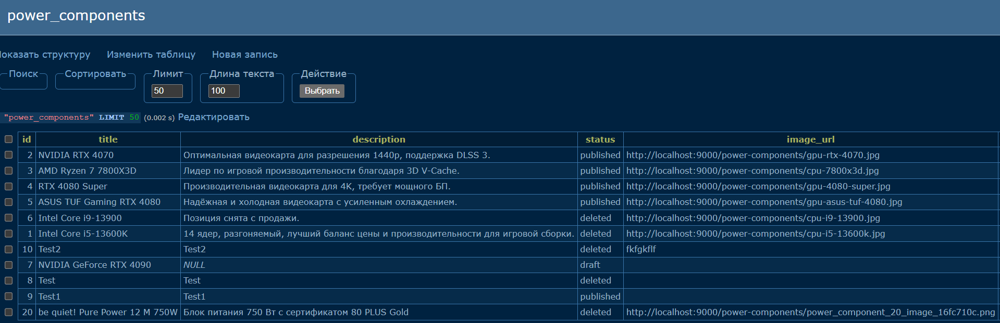 power_components
Показать структуру Изменить таблицу Новая запись
Поиск Сортировать Лимит Длина текста Действие
50 100 Выбрать
"power_components" LIMIT 50 (0.002 s) Редактировать
id title description status image_url
2 NVIDIA RTX 4070 Оптимальная видеокарта для разрешения 1440p, поддержка DLSS 3. published http://localhost:9000/power-components/gpu-rtx-4070.jpg
3 AMD Ryzen 7 7800X3D Лидер по игровой производительности благодаря 3D V-Cache. published http://localhost:9000/power-components/cpu-7800x3d.jpg
4 RTX 4080 Super Производительная видеокарта для 4K, требует мощного БП. published http://localhost:9000/power-components/gpu-4080-super.jpg
5 ASUS TUF Gaming RTX 4080 Надёжная и холодная видеокарта с усиленным охлаждением. published http://localhost:9000/power-components/gpu-asus-tuf-4080.jpg
6 Intel Core i9-13900 Позиция снята с продажи. deleted http://localhost:9000/power-components/cpu-i9-13900.jpg
1 Intel Core i5-13600K 14 ядер, разгоняемый, лучший баланс цены и производительности для игровой сборки. deleted http://localhost:9000/power-components/cpu-i5-13600k.jpg
10 Test2 Test2 deleted fkfgkflf
7 NVIDIA GeForce RTX 4090 NULL draft
8 Test Test deleted
9 Test1 Test1 published
20 be quiet! Pure Power 12 M 750W Блок питания 750 Вт с сертификатом 80 PLUS Gold deleted http://localhost:9000/power-components/power_component_20_image_16fc710c.png